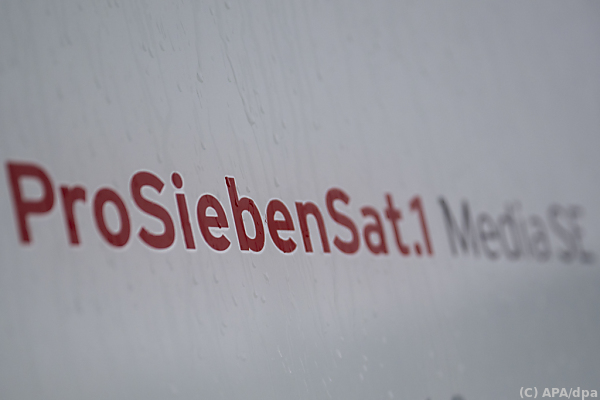 ProSiebenSat.1 Media SE
(C) APA/dpa